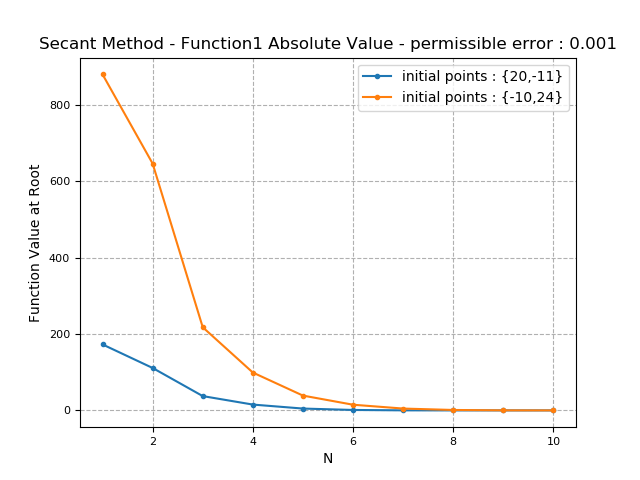 Secant Method - Function1 Absolute Value - permissible error : 0.001
initial points : {20,-11}
initial points : {-10,24}
Function Value at Root
800
600
400
200
0
2 4 6 8 10
N